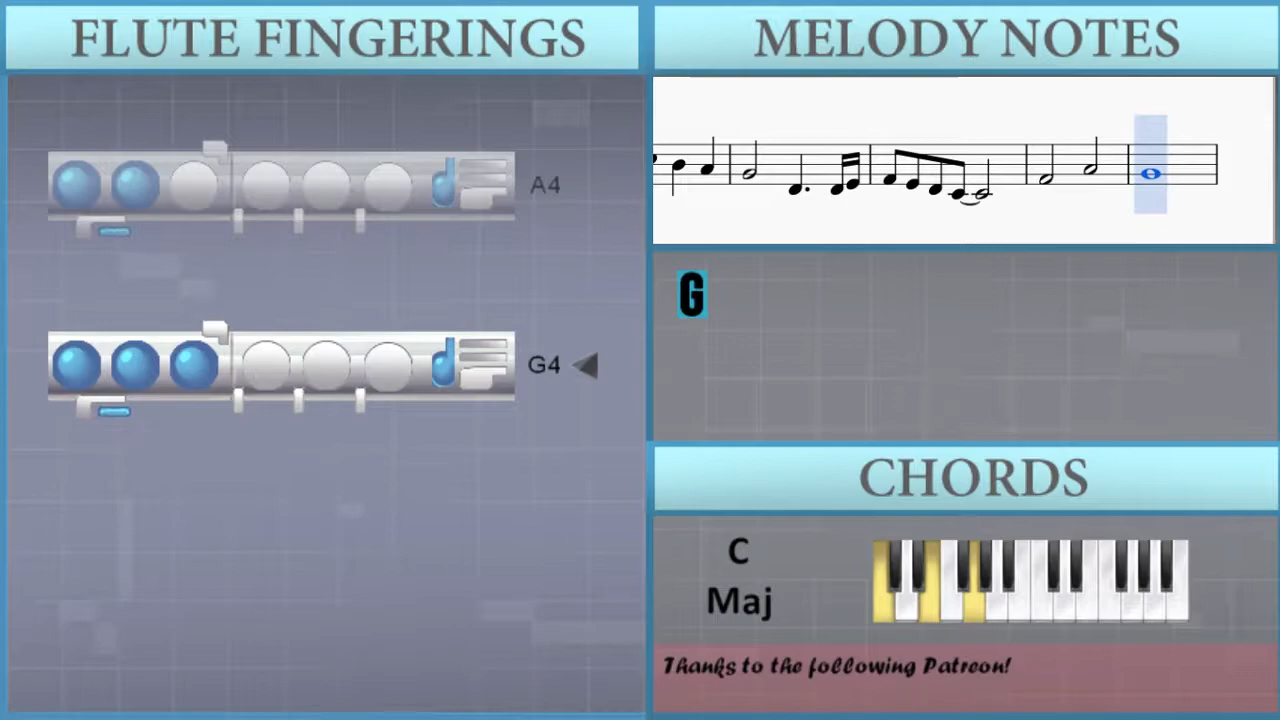 FLUTE FINGERINGS
A4
G4
MELODY NOTES
G
CHORDS
C
Maj
Thanks to the following Patreon!